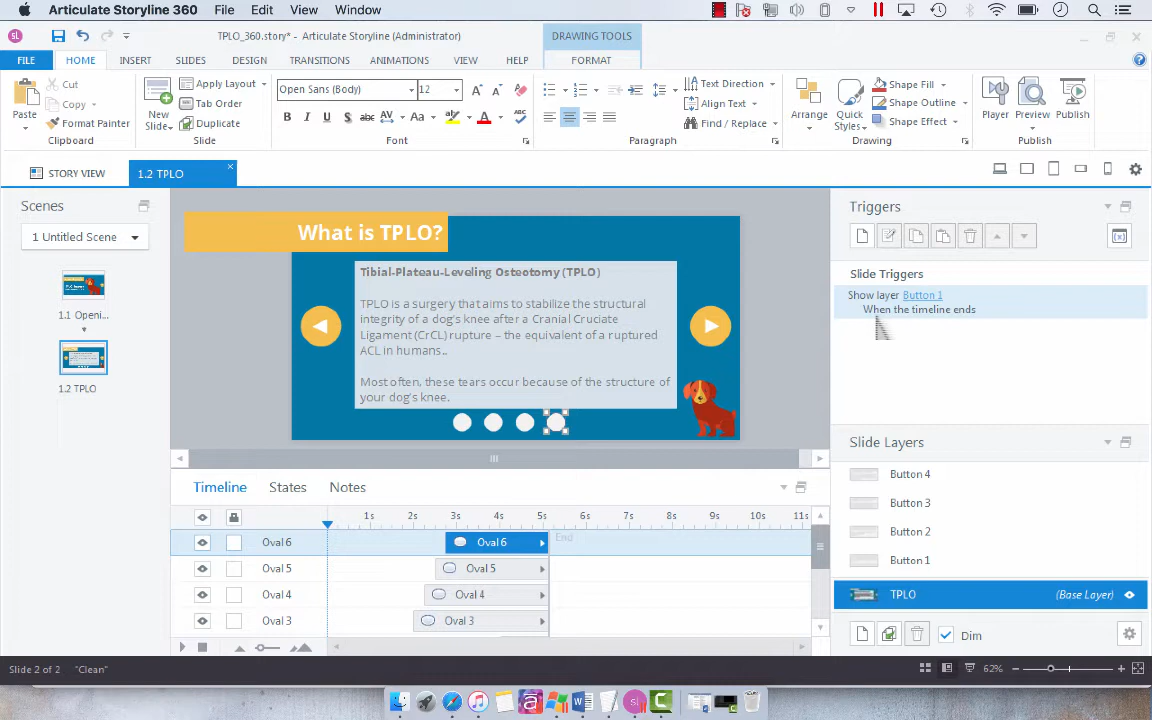 Articulate Storyline 360 File Edit View Window
TPLO_360.story* - Articulate Storyline (Administrator) DRAWING TOOLS
FILE HOME INSERT SLIDES DESIGN TRANSITIONS ANIMATIONS VIEW HELP FORMAT
Paste
Cut
Copy
Format Painter
Clipboard
New
Slide
Apply Layout
Tab Order
Duplicate
Slide
Open Sans (Body) 12
B I U S abc AV Aa A
Font
Text Direction
Align Text
Find / Replace
Paragraph
Arrange
Quick
Styles
Shape Fill
Shape Outline
Shape Effect
Drawing
Player Preview Publish
Publish
STORY VIEW 1.2 TPLO
Scenes
1 Untitled Scene
1.1 Openi...
1.2 TPLO
What is TPLO?
Tibial-Plateau-Leveling Osteotomy (TPLO)
TPLO is a surgery that aims to stabilize the structural
integrity of a dog's knee after a Cranial Cruciate
Ligament (CrCL) rupture – the equivalent of a ruptured
ACL in humans..
Most often, these tears occur because of the structure of
your dog's knee.
Timeline States Notes
1s 2s 3s 4s 5s 6s 7s 8s 9s 10s 11s
Oval 6 Oval 6 End
Oval 5 Oval 5
Oval 4 Oval 4
Oval 3 Oval 3
Triggers
Slide Triggers
Show layer Button 1
When the timeline ends
Slide Layers
Button 4
Button 3
Button 2
Button 1
TPLO (Base Layer)
Dim
Slide 2 of 2 "Clean" 62%